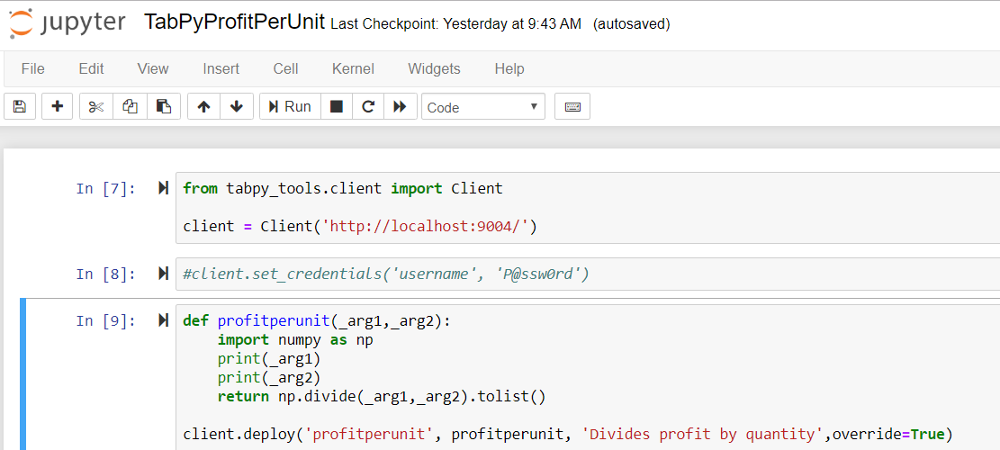 jupyter TabPyProfitPerUnit Last Checkpoint: Yesterday at 9:43 AM (autosaved)
File Edit View Insert Cell Kernel Widgets Help
Run Code
In [7]: from tabpy_tools.client import Client
client = Client('http://localhost:9004/')
In [8]: #client.set_credentials('username', 'P@ssw0rd')
In [9]: def profitperunit(_arg1,_arg2):
    import numpy as np
    print(_arg1)
    print(_arg2)
    return np.divide(_arg1,_arg2).tolist()
client.deploy('profitperunit', profitperunit, 'Divides profit by quantity',override=True)